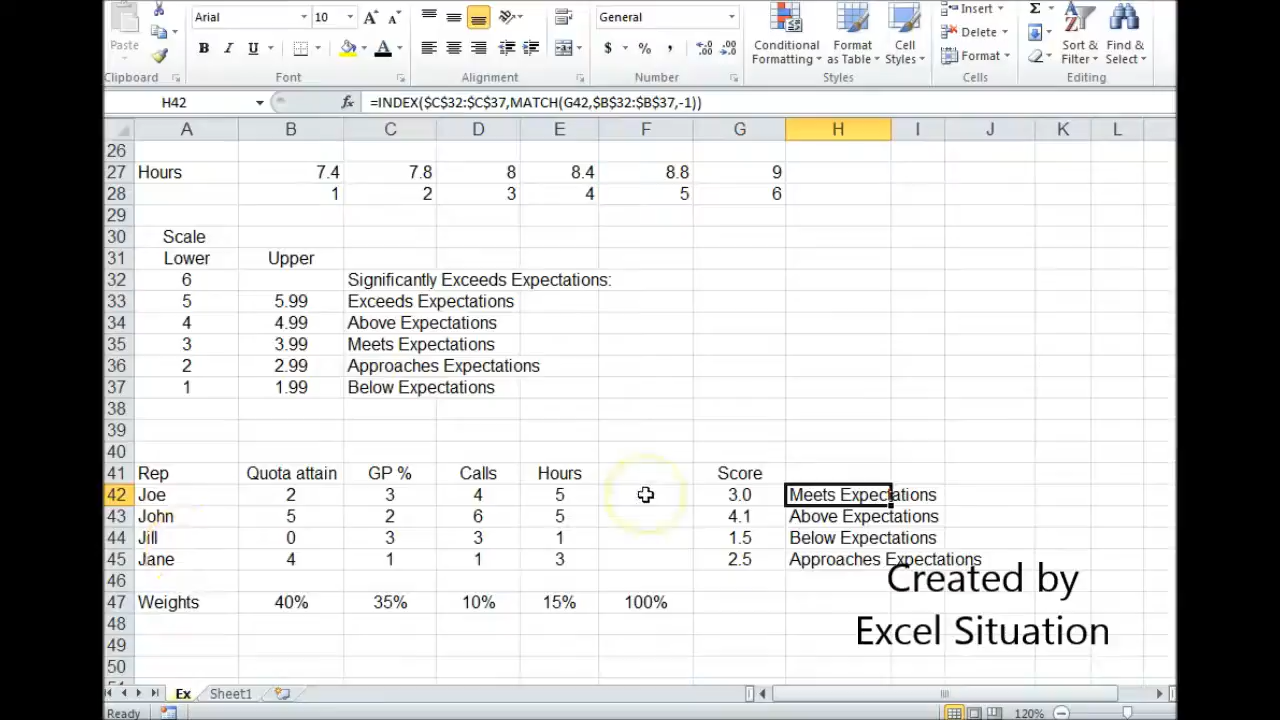 Arial 10 General Insert Σ
Paste B I U $ % , Conditional Formatting Format as Table Cell Styles Delete Format Sort & Filter Find & Select
Clipboard Font Alignment Number Styles Cells Editing
H42 fx =INDEX($C$32:$C$37,MATCH(G42,$B$32:$B$37,-1))
A B C D E F G H I J K L
26
27 Hours 7.4 7.8 8 8.4 8.8 9
28 1 2 3 4 5 6
29
30 Scale
31 Lower Upper
32 6 Significantly Exceeds Expectations:
33 5 5.99 Exceeds Expectations
34 4 4.99 Above Expectations
35 3 3.99 Meets Expectations
36 2 2.99 Approaches Expectations
37 1 1.99 Below Expectations
38
39
40
41 Rep Quota attain GP % Calls Hours Score
42 Joe 2 3 4 5 3.0 Meets Expectations
43 John 5 2 6 5 4.1 Above Expectations
44 Jill 0 3 3 1 1.5 Below Expectations
45 Jane 4 1 1 3 2.5 Approaches Expectations
46
Created by
47 Weights 40% 35% 10% 15% 100%
48
Excel Situation
49
50
Ex Sheet1
Ready 120%